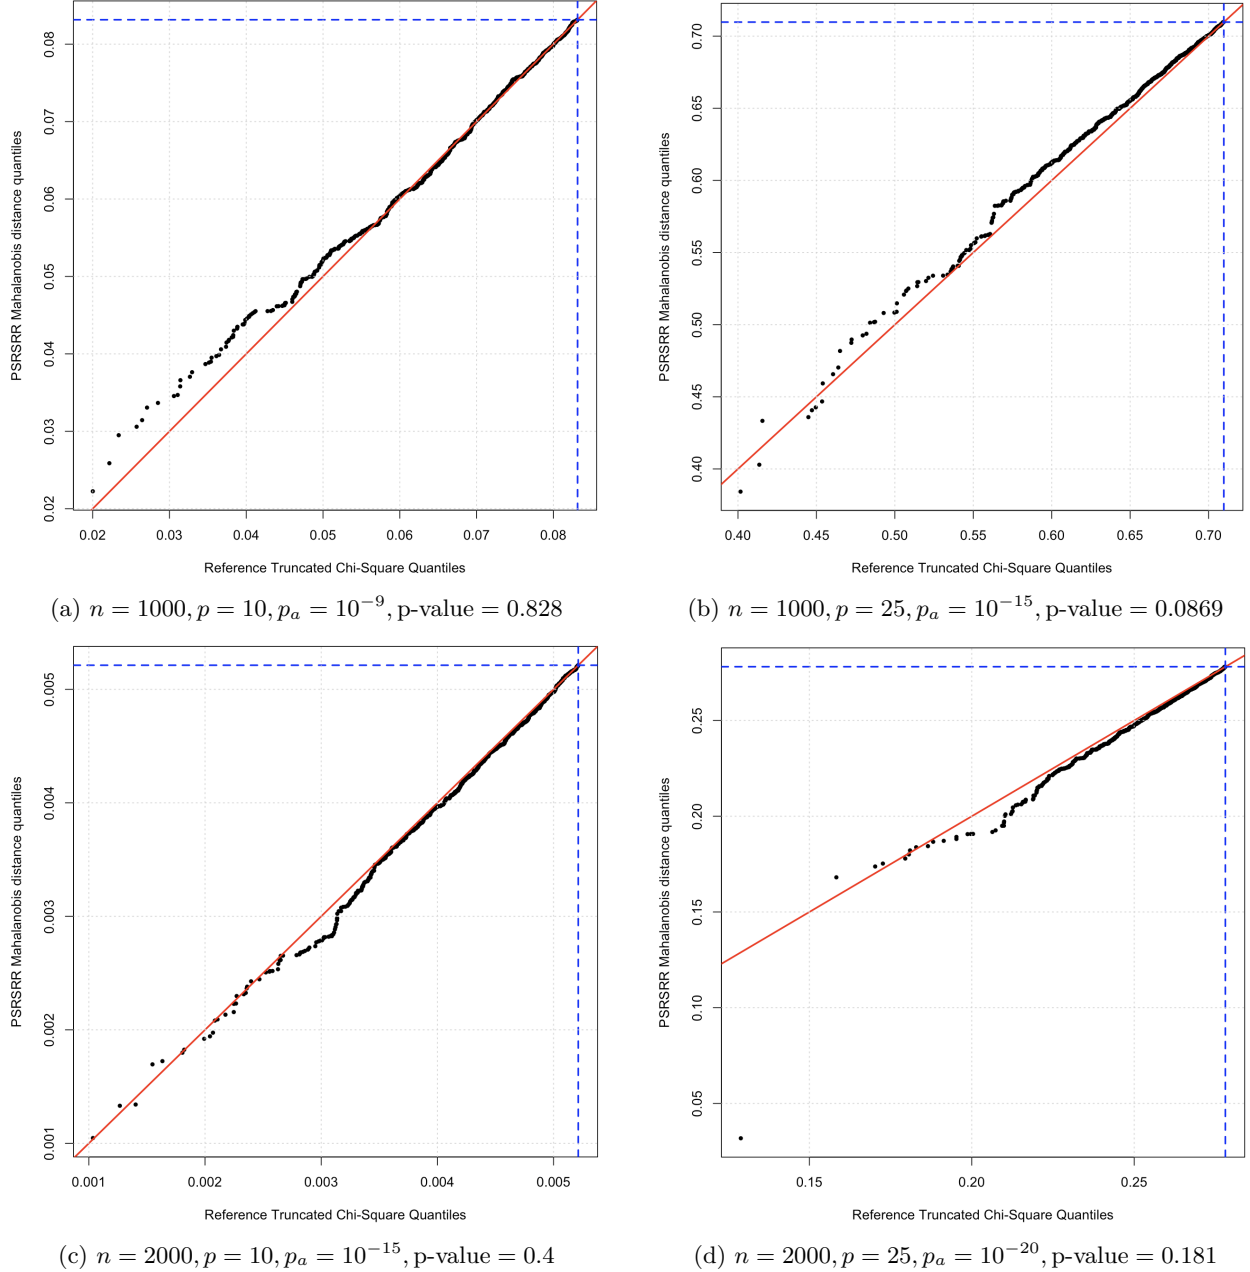 0.02 0.03 0.04 0.05 0.06 0.07 0.08
PSRSRR Mahalanobis distance quantiles
0.02 0.03 0.04 0.05 0.06 0.07 0.08
Reference Truncated Chi-Square Quantiles
(a) n = 1000, p = 10, pₐ = 10⁻⁹, p-value = 0.828
0.40 0.45 0.50 0.55 0.60 0.65 0.70
PSRSRR Mahalanobis distance quantiles
0.40 0.45 0.50 0.55 0.60 0.65 0.70
Reference Truncated Chi-Square Quantiles
(b) n = 1000, p = 25, pₐ = 10⁻¹⁵, p-value = 0.0869
0.001 0.002 0.003 0.004 0.005
PSRSRR Mahalanobis distance quantiles
0.001 0.002 0.003 0.004 0.005
Reference Truncated Chi-Square Quantiles
(c) n = 2000, p = 10, pₐ = 10⁻¹⁵, p-value = 0.4
0.05 0.10 0.15 0.20 0.25
PSRSRR Mahalanobis distance quantiles
0.15 0.20 0.25
Reference Truncated Chi-Square Quantiles
(d) n = 2000, p = 25, pₐ = 10⁻²⁰, p-value = 0.181